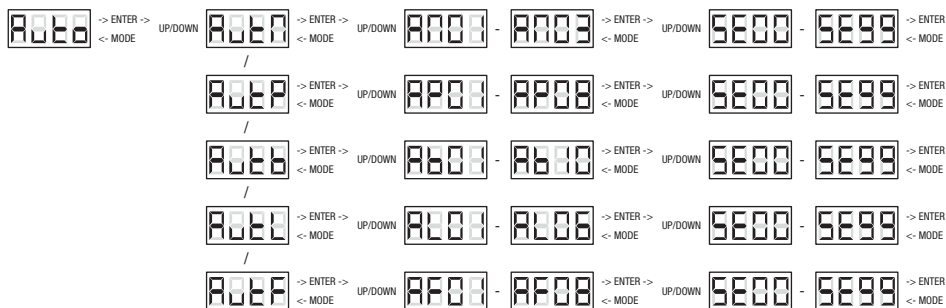 Auto -> ENTER -> <- MODE UP/DOWN AutM -> ENTER -> <- MODE UP/DOWN AM01 - AM03 -> ENTER -> <- MODE UP/DOWN SE00 - SE99 -> ENTER <- MODE
/
AutP -> ENTER -> <- MODE UP/DOWN AP01 - AP08 -> ENTER -> <- MODE UP/DOWN SE00 - SE99 -> ENTER <- MODE
/
Autb -> ENTER -> <- MODE UP/DOWN Ab01 - Ab10 -> ENTER -> <- MODE UP/DOWN SE00 - SE99 -> ENTER <- MODE
/
AutL -> ENTER -> <- MODE UP/DOWN AL01 - AL06 -> ENTER -> <- MODE UP/DOWN SE00 - SE99 -> ENTER <- MODE
/
AutF -> ENTER -> <- MODE UP/DOWN AF01 - AF08 -> ENTER -> <- MODE UP/DOWN SE00 - SE99 -> ENTER <- MODE